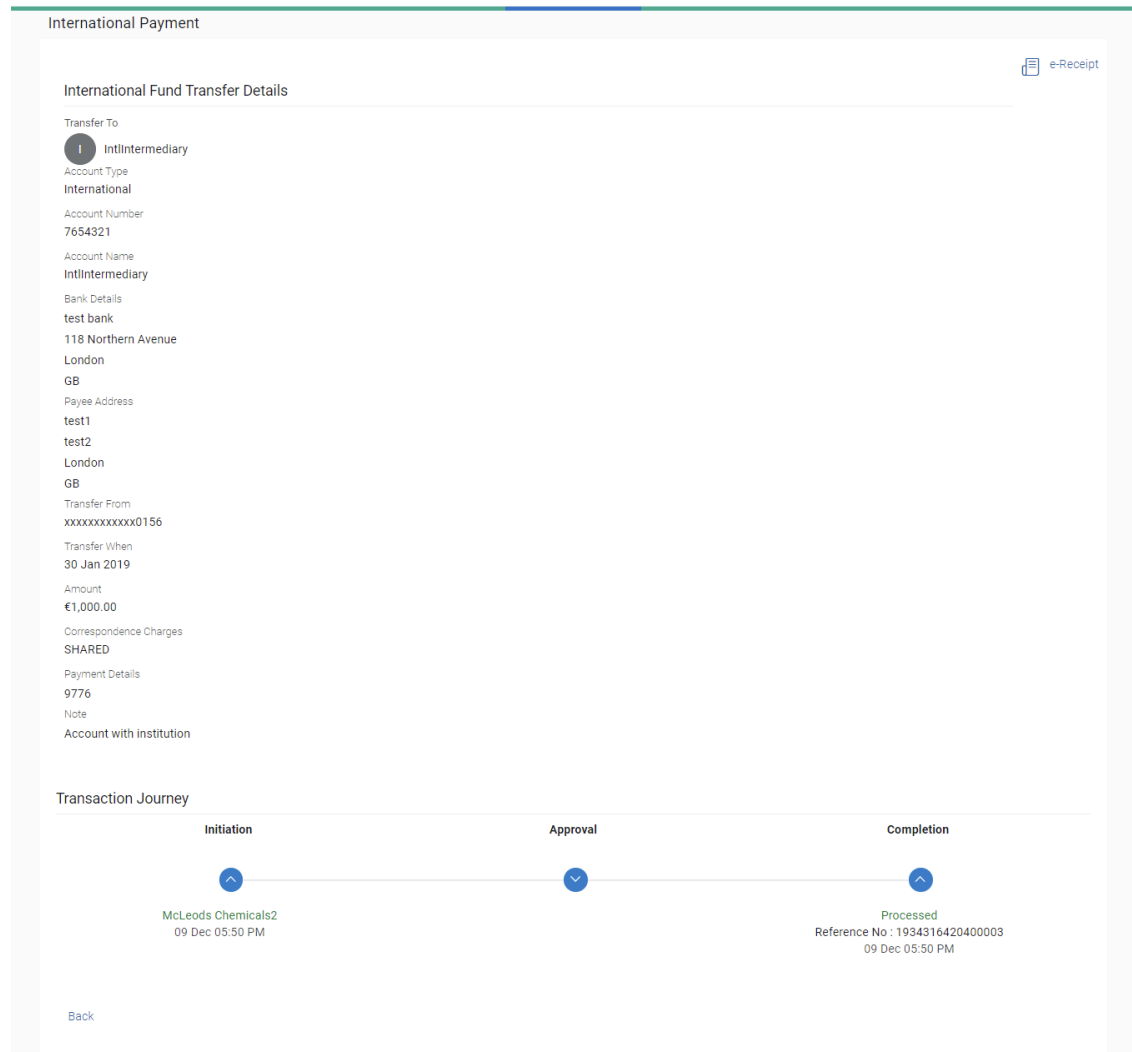 International Payment
e-Receipt
International Fund Transfer Details
Transfer To
I IntlIntermediary
Account Type
International
Account Number
7654321
Account Name
IntlIntermediary
Bank Details
test bank
118 Northern Avenue
London
GB
Payee Address
test1
test2
London
GB
Transfer From
xxxxxxxxxxxx0156
Transfer When
30 Jan 2019
Amount
€1,000.00
Correspondence Charges
SHARED
Payment Details
9776
Note
Account with institution
Transaction Journey
Initiation Approval Completion
McLeods Chemicals2 Processed
09 Dec 05:50 PM Reference No : 1934316420400003
09 Dec 05:50 PM
Back